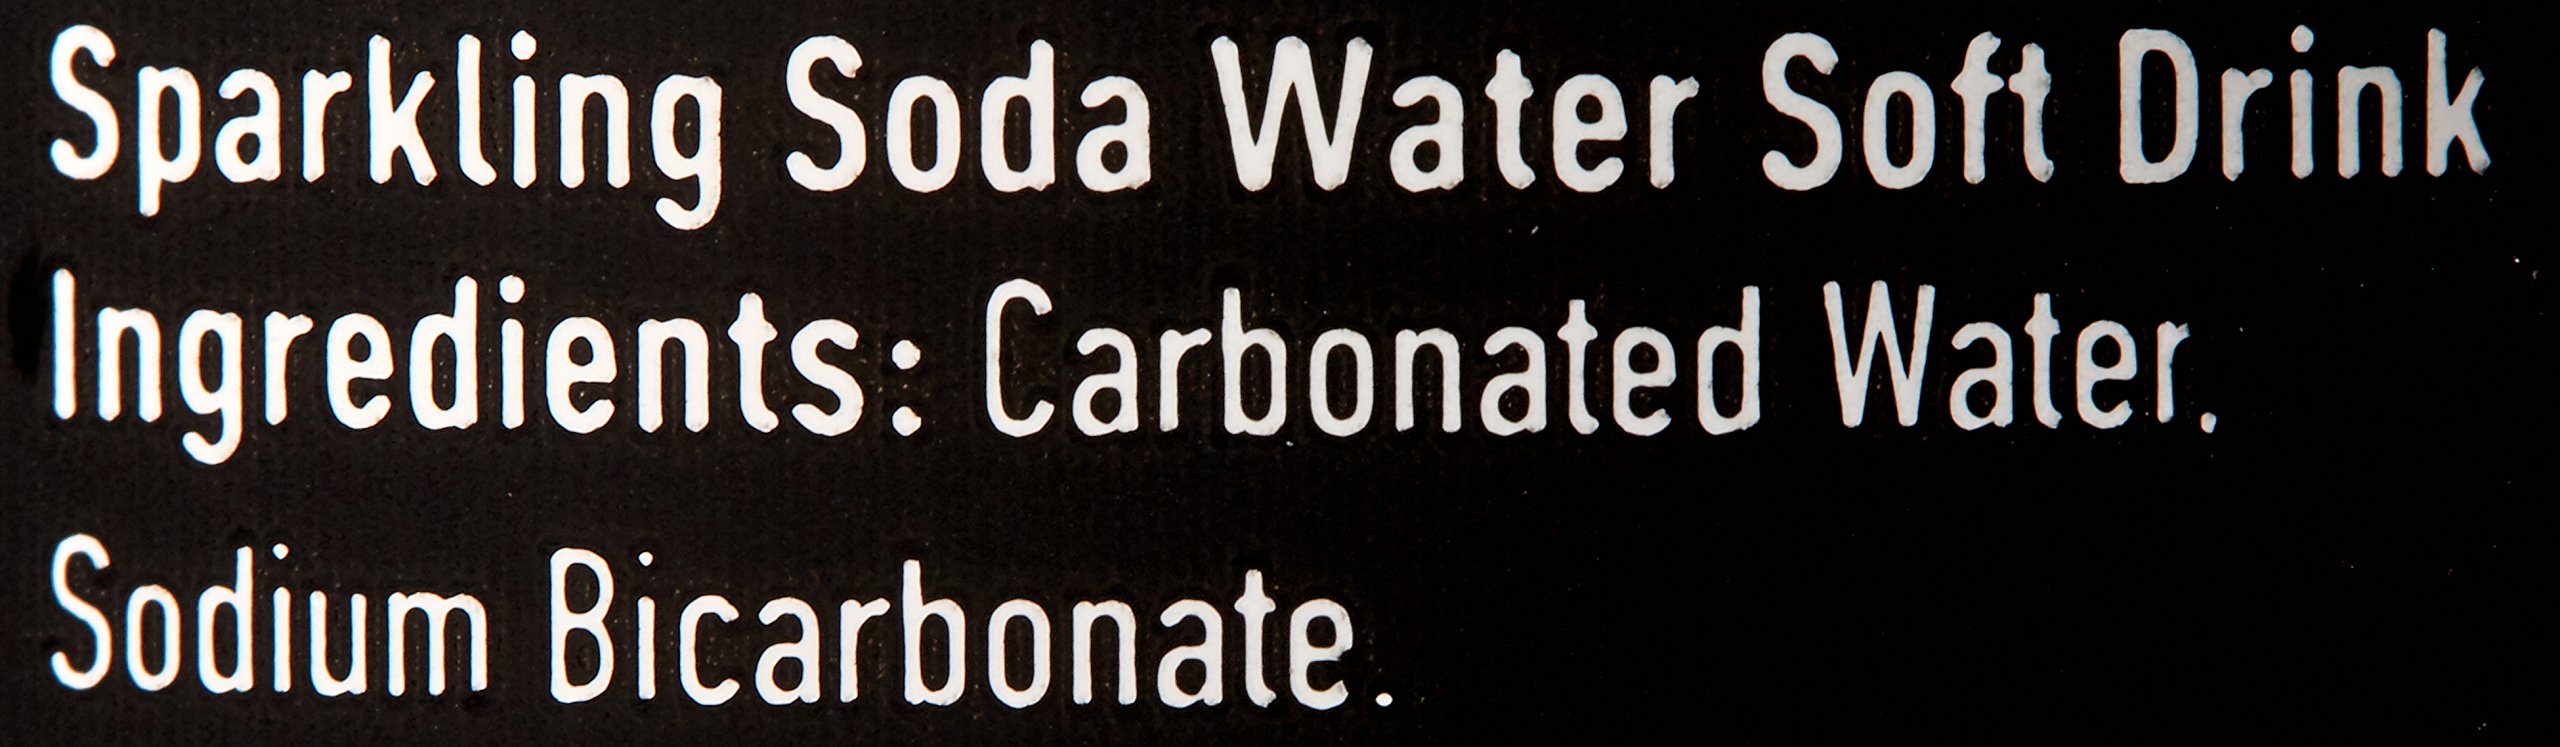 Sparkling Soda Water Soft Drink
Ingredients: Carbonated Water.
Sodium Bicarbonate.